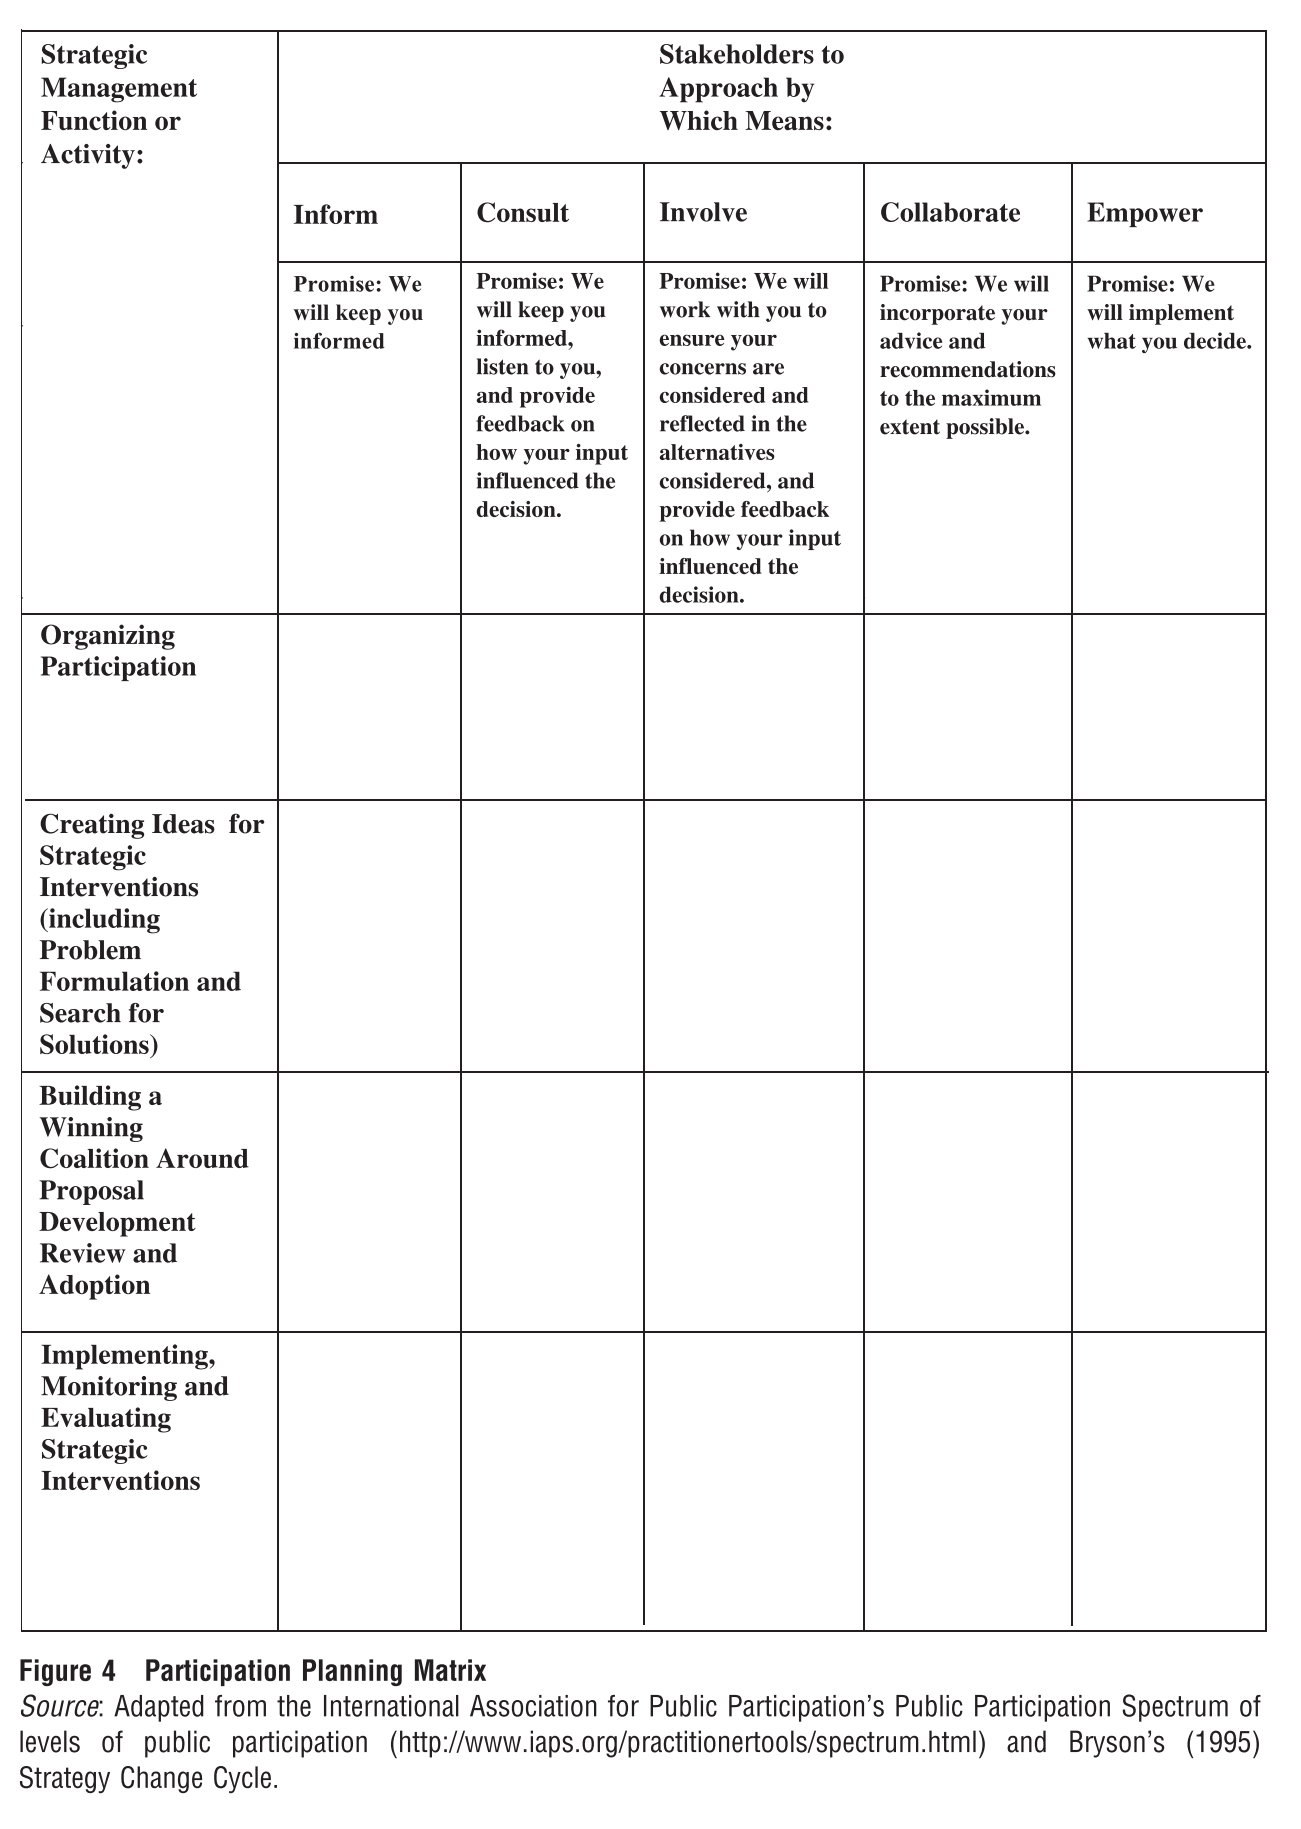 Strategic
Management
Function or
Activity:
Stakeholders to
Approach by
Which Means:
Inform
Consult
Involve
Collaborate
Empower
Promise: We
will keep you
informed
Promise: We
will keep you
informed,
listen to you,
and provide
feedback on
how your input
influenced the
decision.
Promise: We will
work with you to
ensure your
concerns are
considered and
reflected in the
alternatives
considered, and
provide feedback
on how your input
influenced the
decision.
Promise: We will
incorporate your
advice and
recommendations
to the maximum
extent possible.
Promise: We
will implement
what you decide.
Organizing
Participation
Creating Ideas for
Strategic
Interventions
(including
Problem
Formulation and
Search for
Solutions)
Building a
Winning
Coalition Around
Proposal
Development
Review and
Adoption
Implementing,
Monitoring and
Evaluating
Strategic
Interventions
Figure 4 Participation Planning Matrix
Source: Adapted from the International Association for Public Participation's Public Participation Spectrum of
levels of public participation (http://www.iaps.org/practitionertools/spectrum.html) and Bryson's (1995)
Strategy Change Cycle.